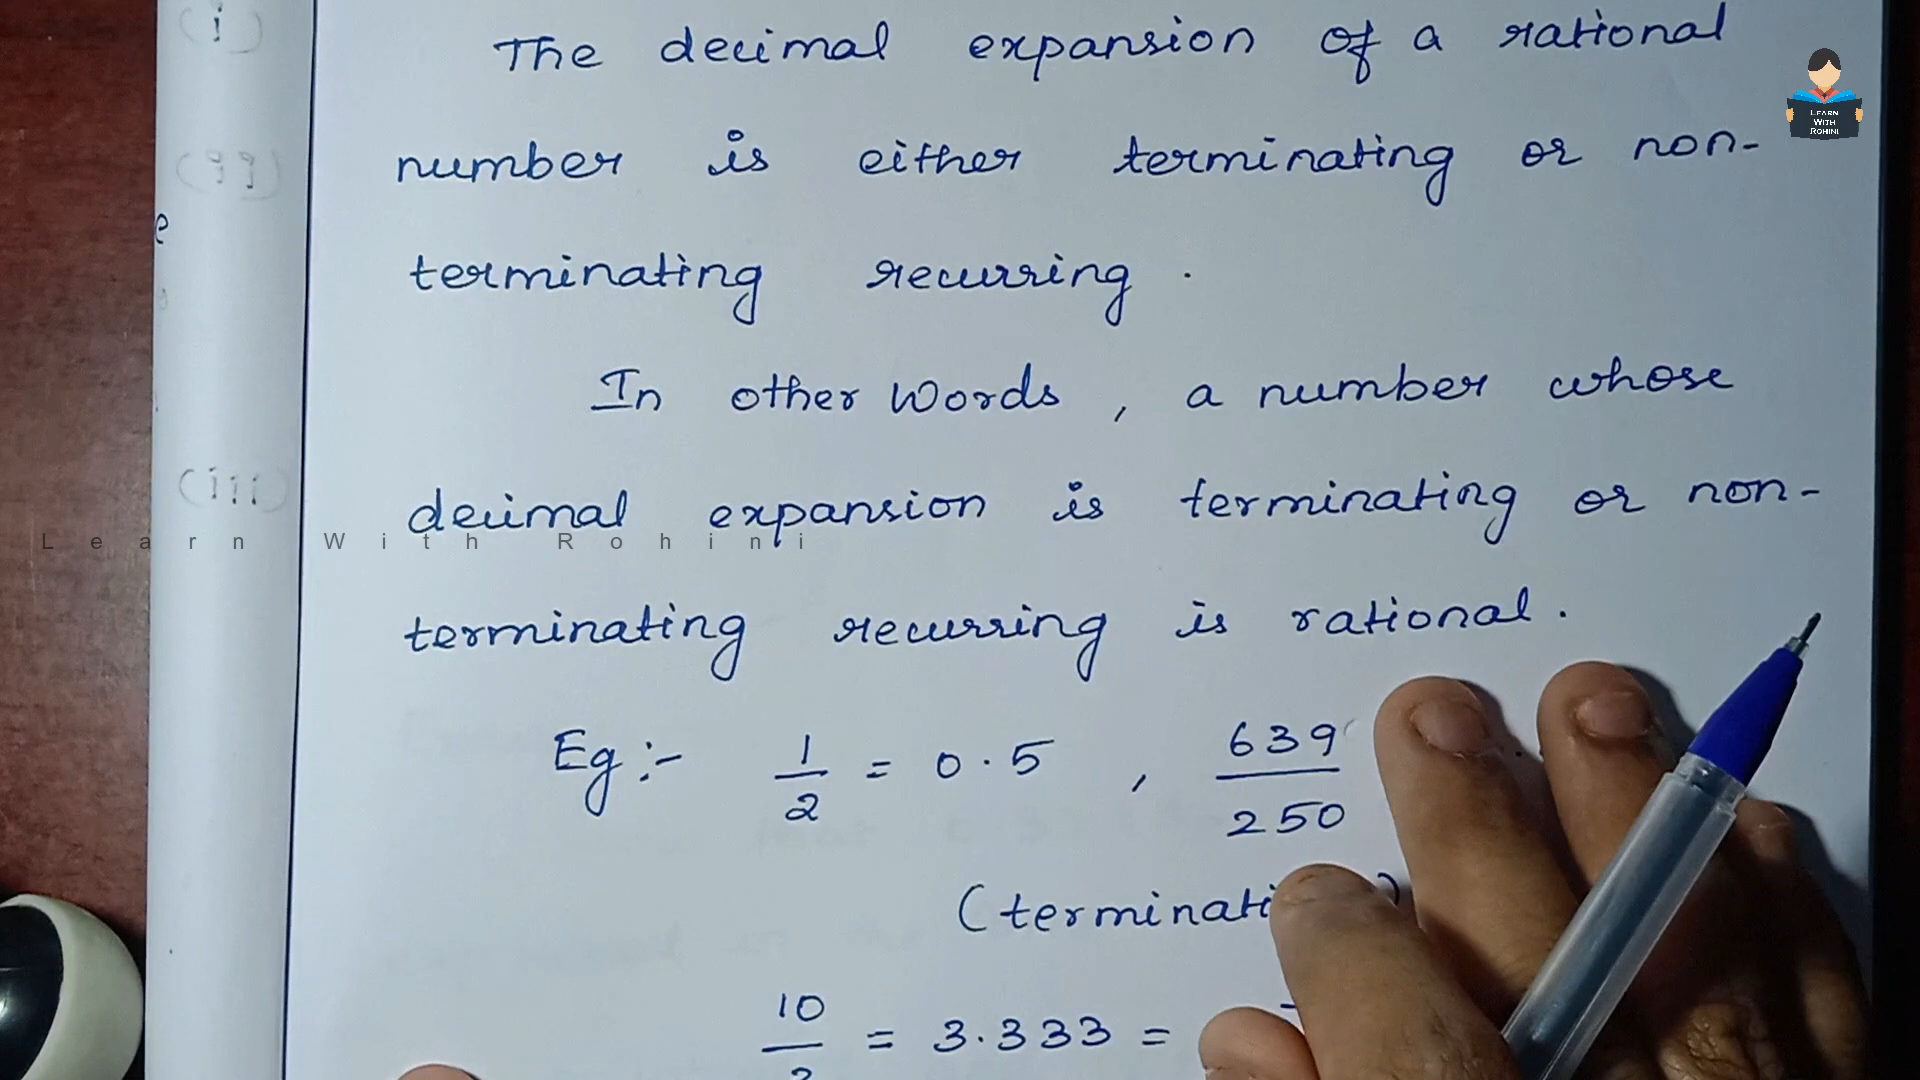 (i)
The decimal expansion of a rational
LEARN
WITH
ROHINI
number is either terminating or non-
(ii)
e
terminating recurring .
In other words , a number whose
(iii)
decimal expansion is terminating or non-
Learn With Rohini
terminating recurring is rational .
Eg :- 1/2 = 0.5 , 639/250
10
= 3.333 =